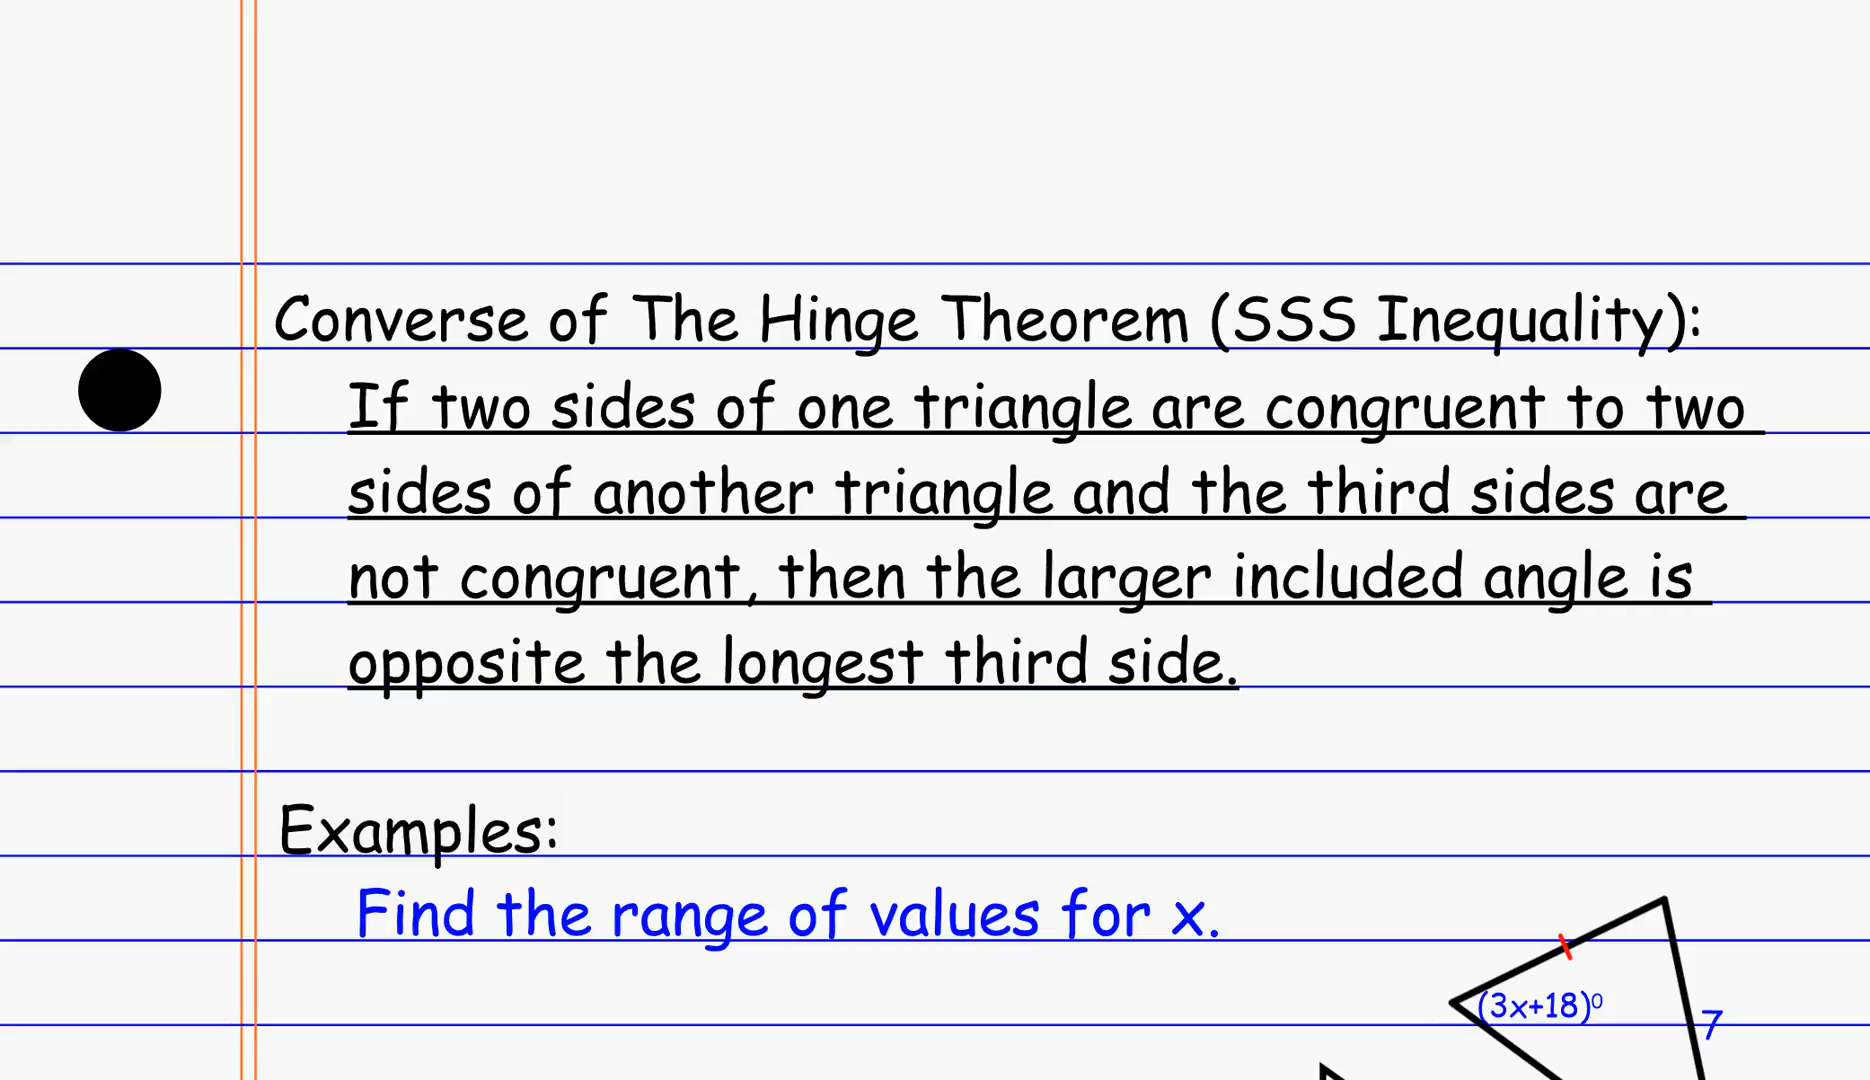 Converse of The Hinge Theorem (SSS Inequality):
If two sides of one triangle are congruent to two
sides of another triangle and the third sides are
not congruent, then the larger included angle is
opposite the longest third side.
Examples:
Find the range of values for x.
(3x+18)⁰
7